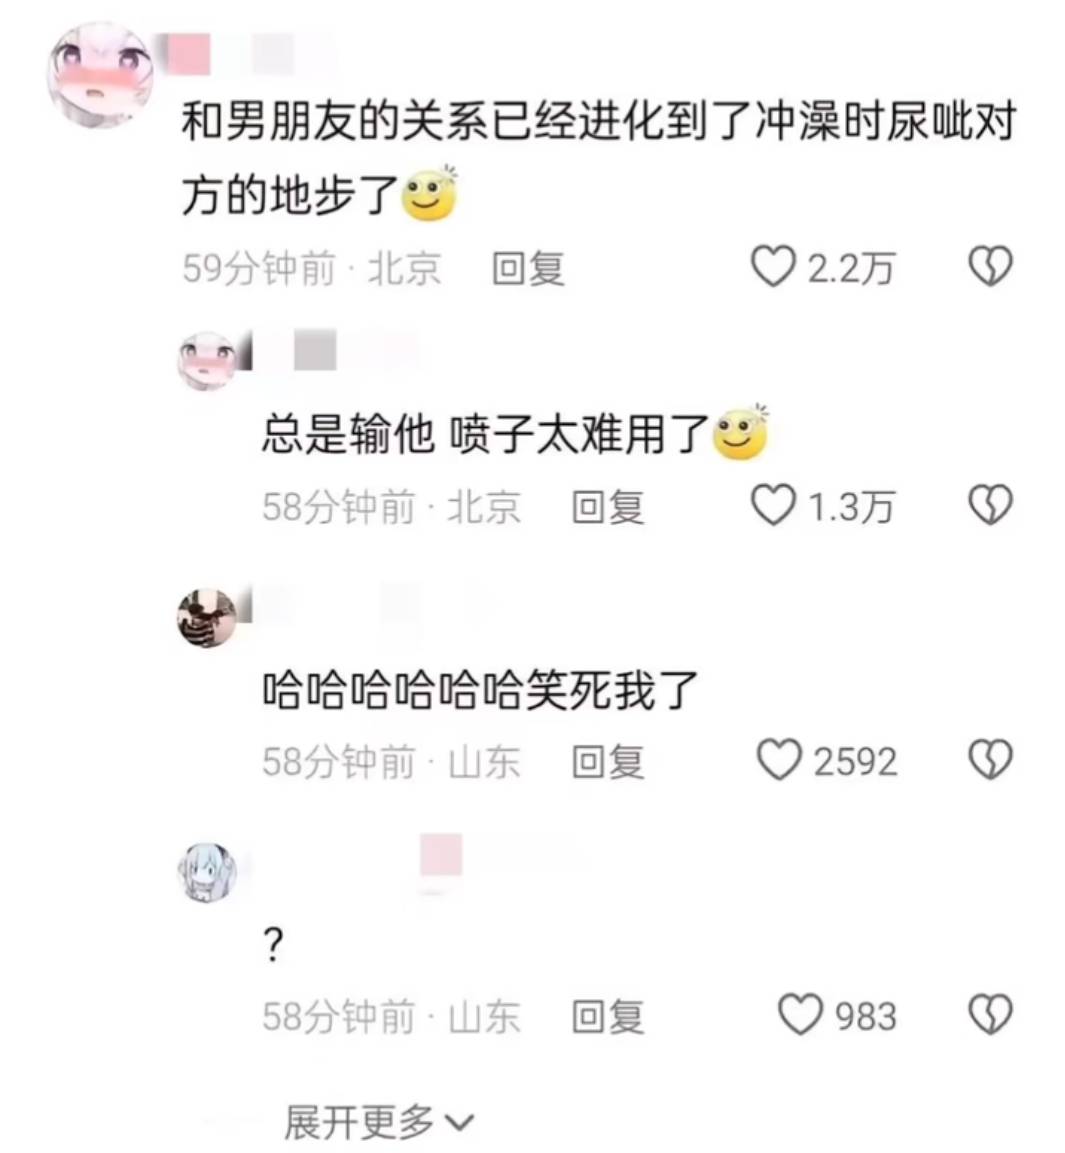 和男朋友的关系已经进化到了冲澡时尿呲对
方的地步了
59分钟前 · 北京 回复 2.2万
总是输他 喷子太难用了
58分钟前 · 北京 回复 1.3万
哈哈哈哈哈哈笑死我了
58分钟前 · 山东 回复 2592
?
58分钟前 · 山东 回复 983
展开更多